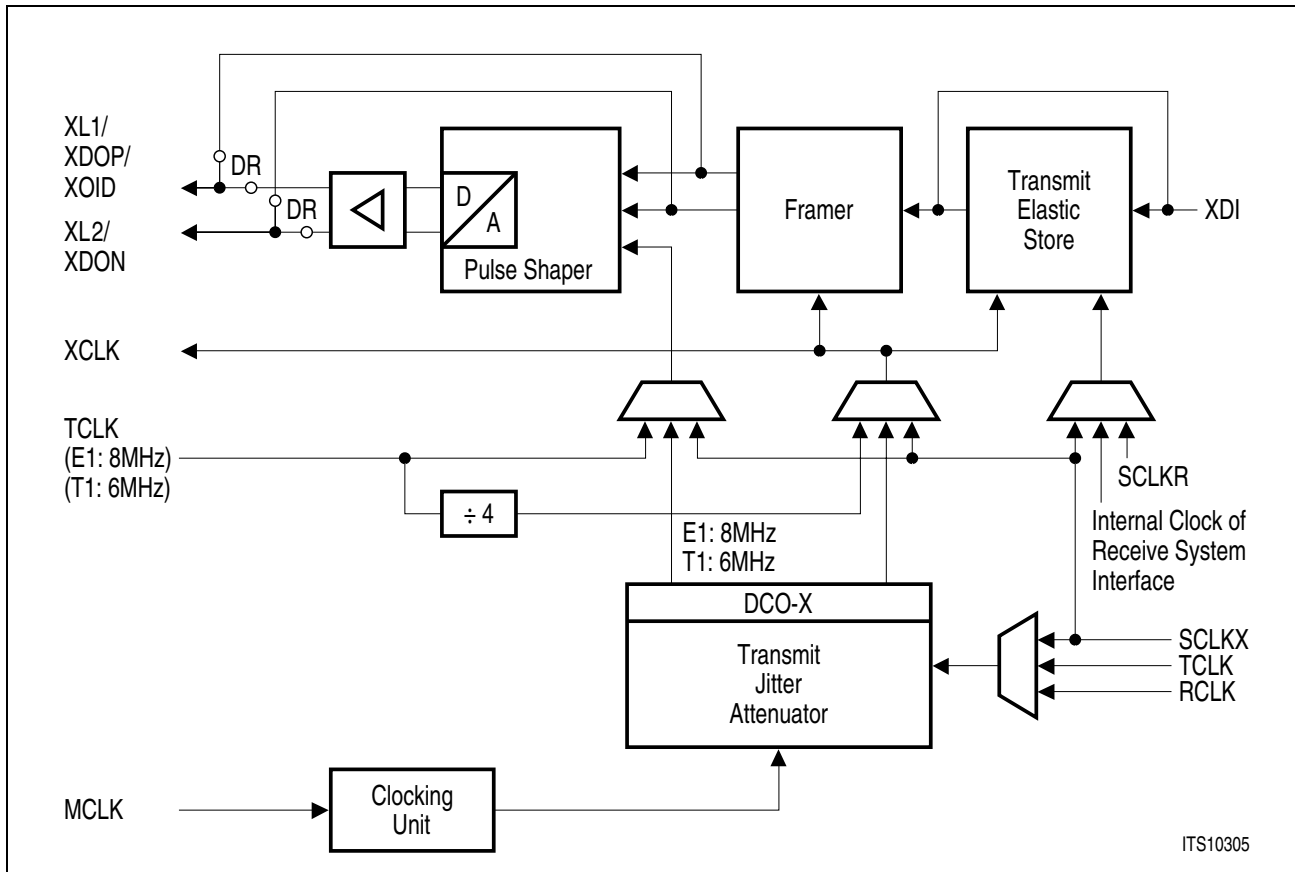 XL1/
XDOP/
XOID
DR
XL2/
XDON
DR
D
A
Pulse Shaper
Framer
Transmit
Elastic
Store
XDI
XCLK
TCLK
(E1: 8MHz)
(T1: 6MHz)
÷ 4
E1: 8MHz
T1: 6MHz
SCLKR
Internal Clock of
Receive System
Interface
DCO-X
Transmit
Jitter
Attenuator
SCLKX
TCLK
RCLK
MCLK
Clocking
Unit
ITS10305